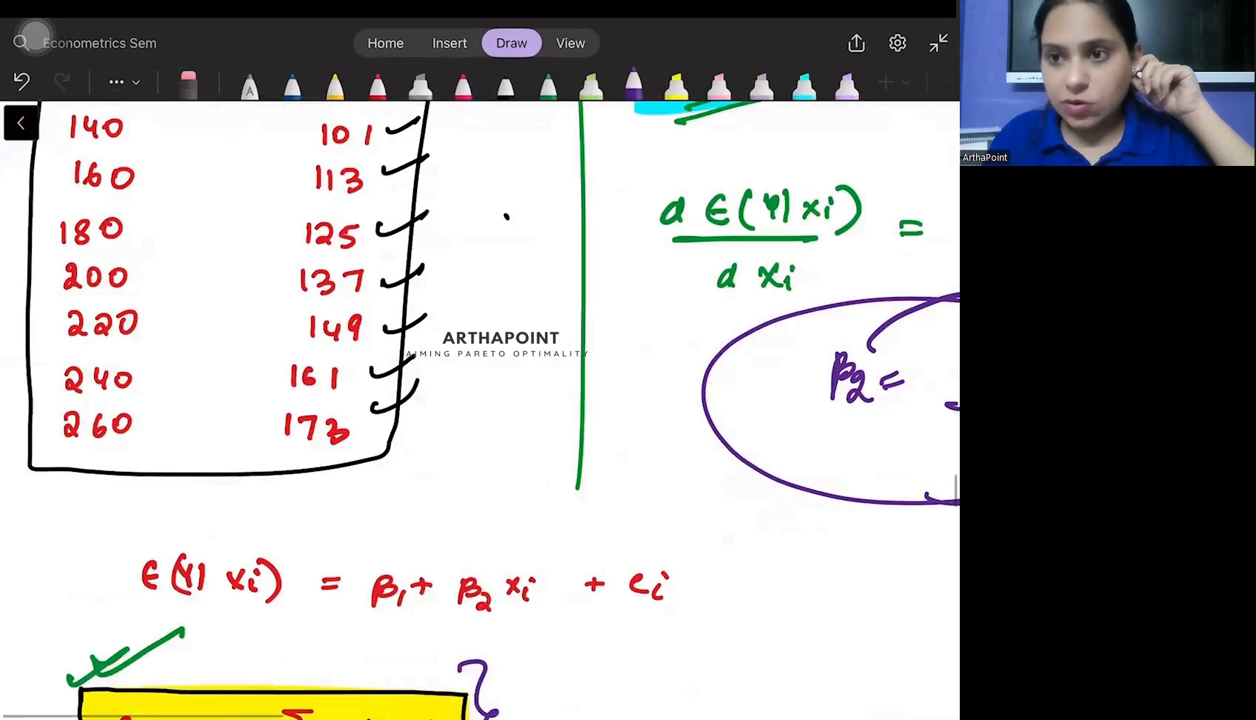 Econometrics Sem
Home Insert Draw View
ArthaPoint
140 101
160 113
180 125
200 137
220 149
240 161
260 173
ARTHAPOINT
AIMING PARETO OPTIMALITY
d E(Y| Xi) =
d Xi
β2 =
E(Y| Xi) = β1 + β2 Xi + ei